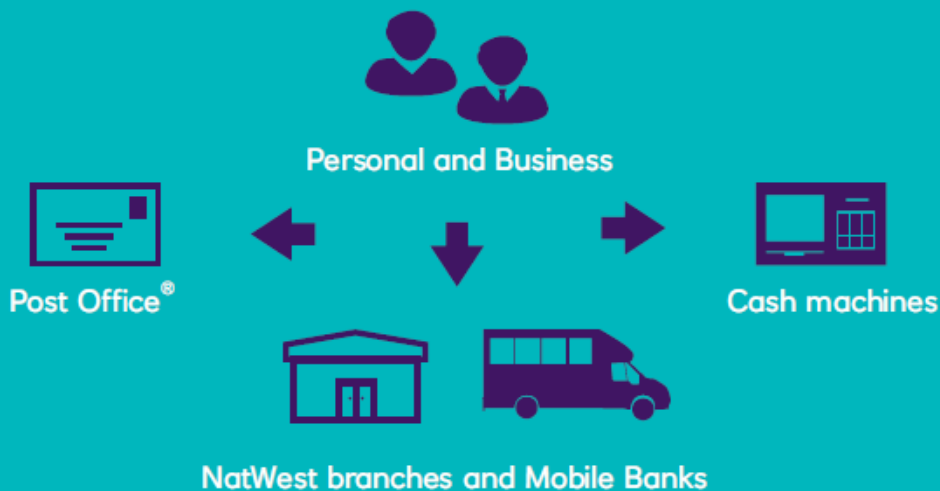 Personal and Business
Post Office®
Cash machines
NatWest branches and Mobile Banks